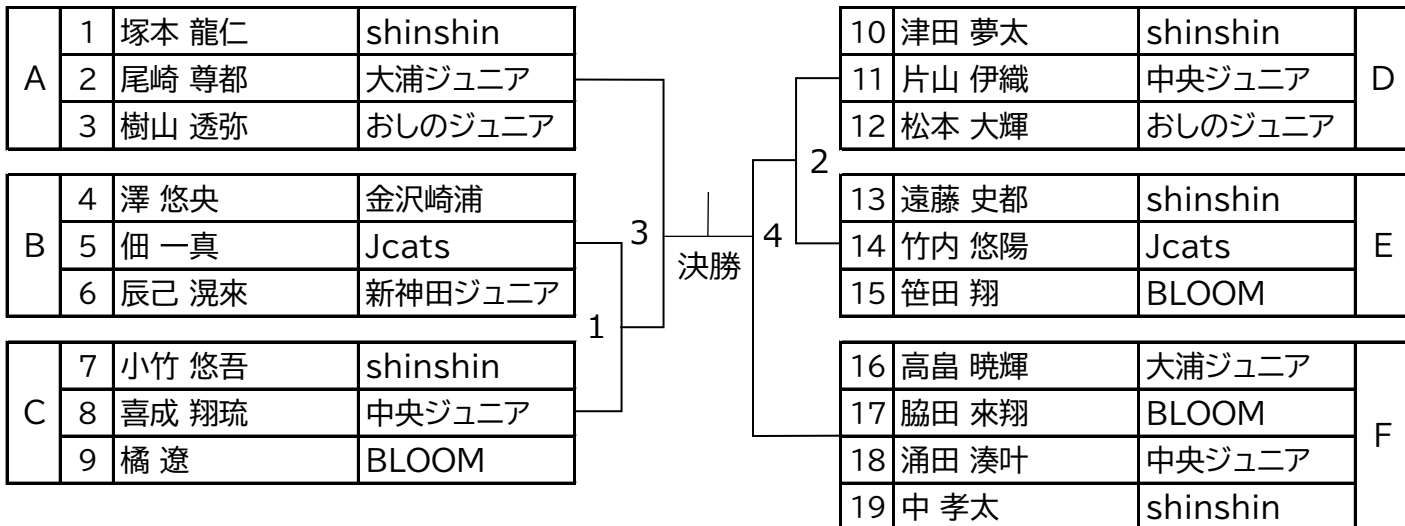 A
1 塚本 龍仁 shinshin
2 尾崎 尊都 大浦ジュニア
3 樹山 透弥 おしのジュニア
B
4 澤 悠央 金沢崎浦
5 佃 一真 Jcats
6 辰己 滉來 新神田ジュニア
C
7 小竹 悠吾 shinshin
8 喜成 翔琉 中央ジュニア
9 橘 遼 BLOOM
1
3
決勝
4
2
10 津田 夢太 shinshin
11 片山 伊織 中央ジュニア
12 松本 大輝 おしのジュニア
D
13 遠藤 史都 shinshin
14 竹内 悠陽 Jcats
15 笹田 翔 BLOOM
E
16 高畠 暁輝 大浦ジュニア
17 脇田 來翔 BLOOM
18 涌田 湊叶 中央ジュニア
19 中 孝太 shinshin
F